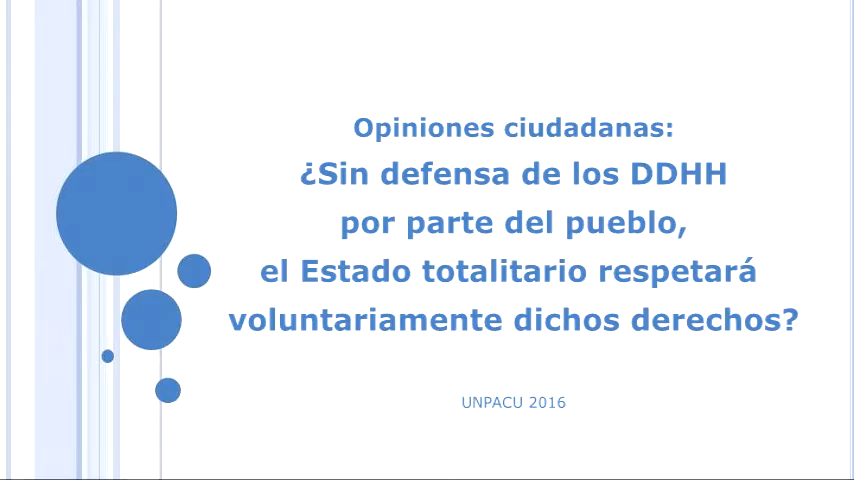 Opiniones ciudadanas:
¿Sin defensa de los DDHH
por parte del pueblo,
el Estado totalitario respetará
voluntariamente dichos derechos?
UNPACU 2016